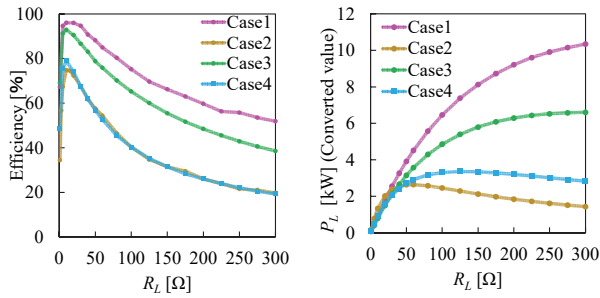 100
80
60
40
20
0
Efficiency [%]
Case1
Case2
Case3
Case4
0 50 100 150 200 250 300
R_L [Ω]
12
10
8
6
4
2
0
P_L [kW] (Converted value)
Case1
Case2
Case3
Case4
0 50 100 150 200 250 300
R_L [Ω]